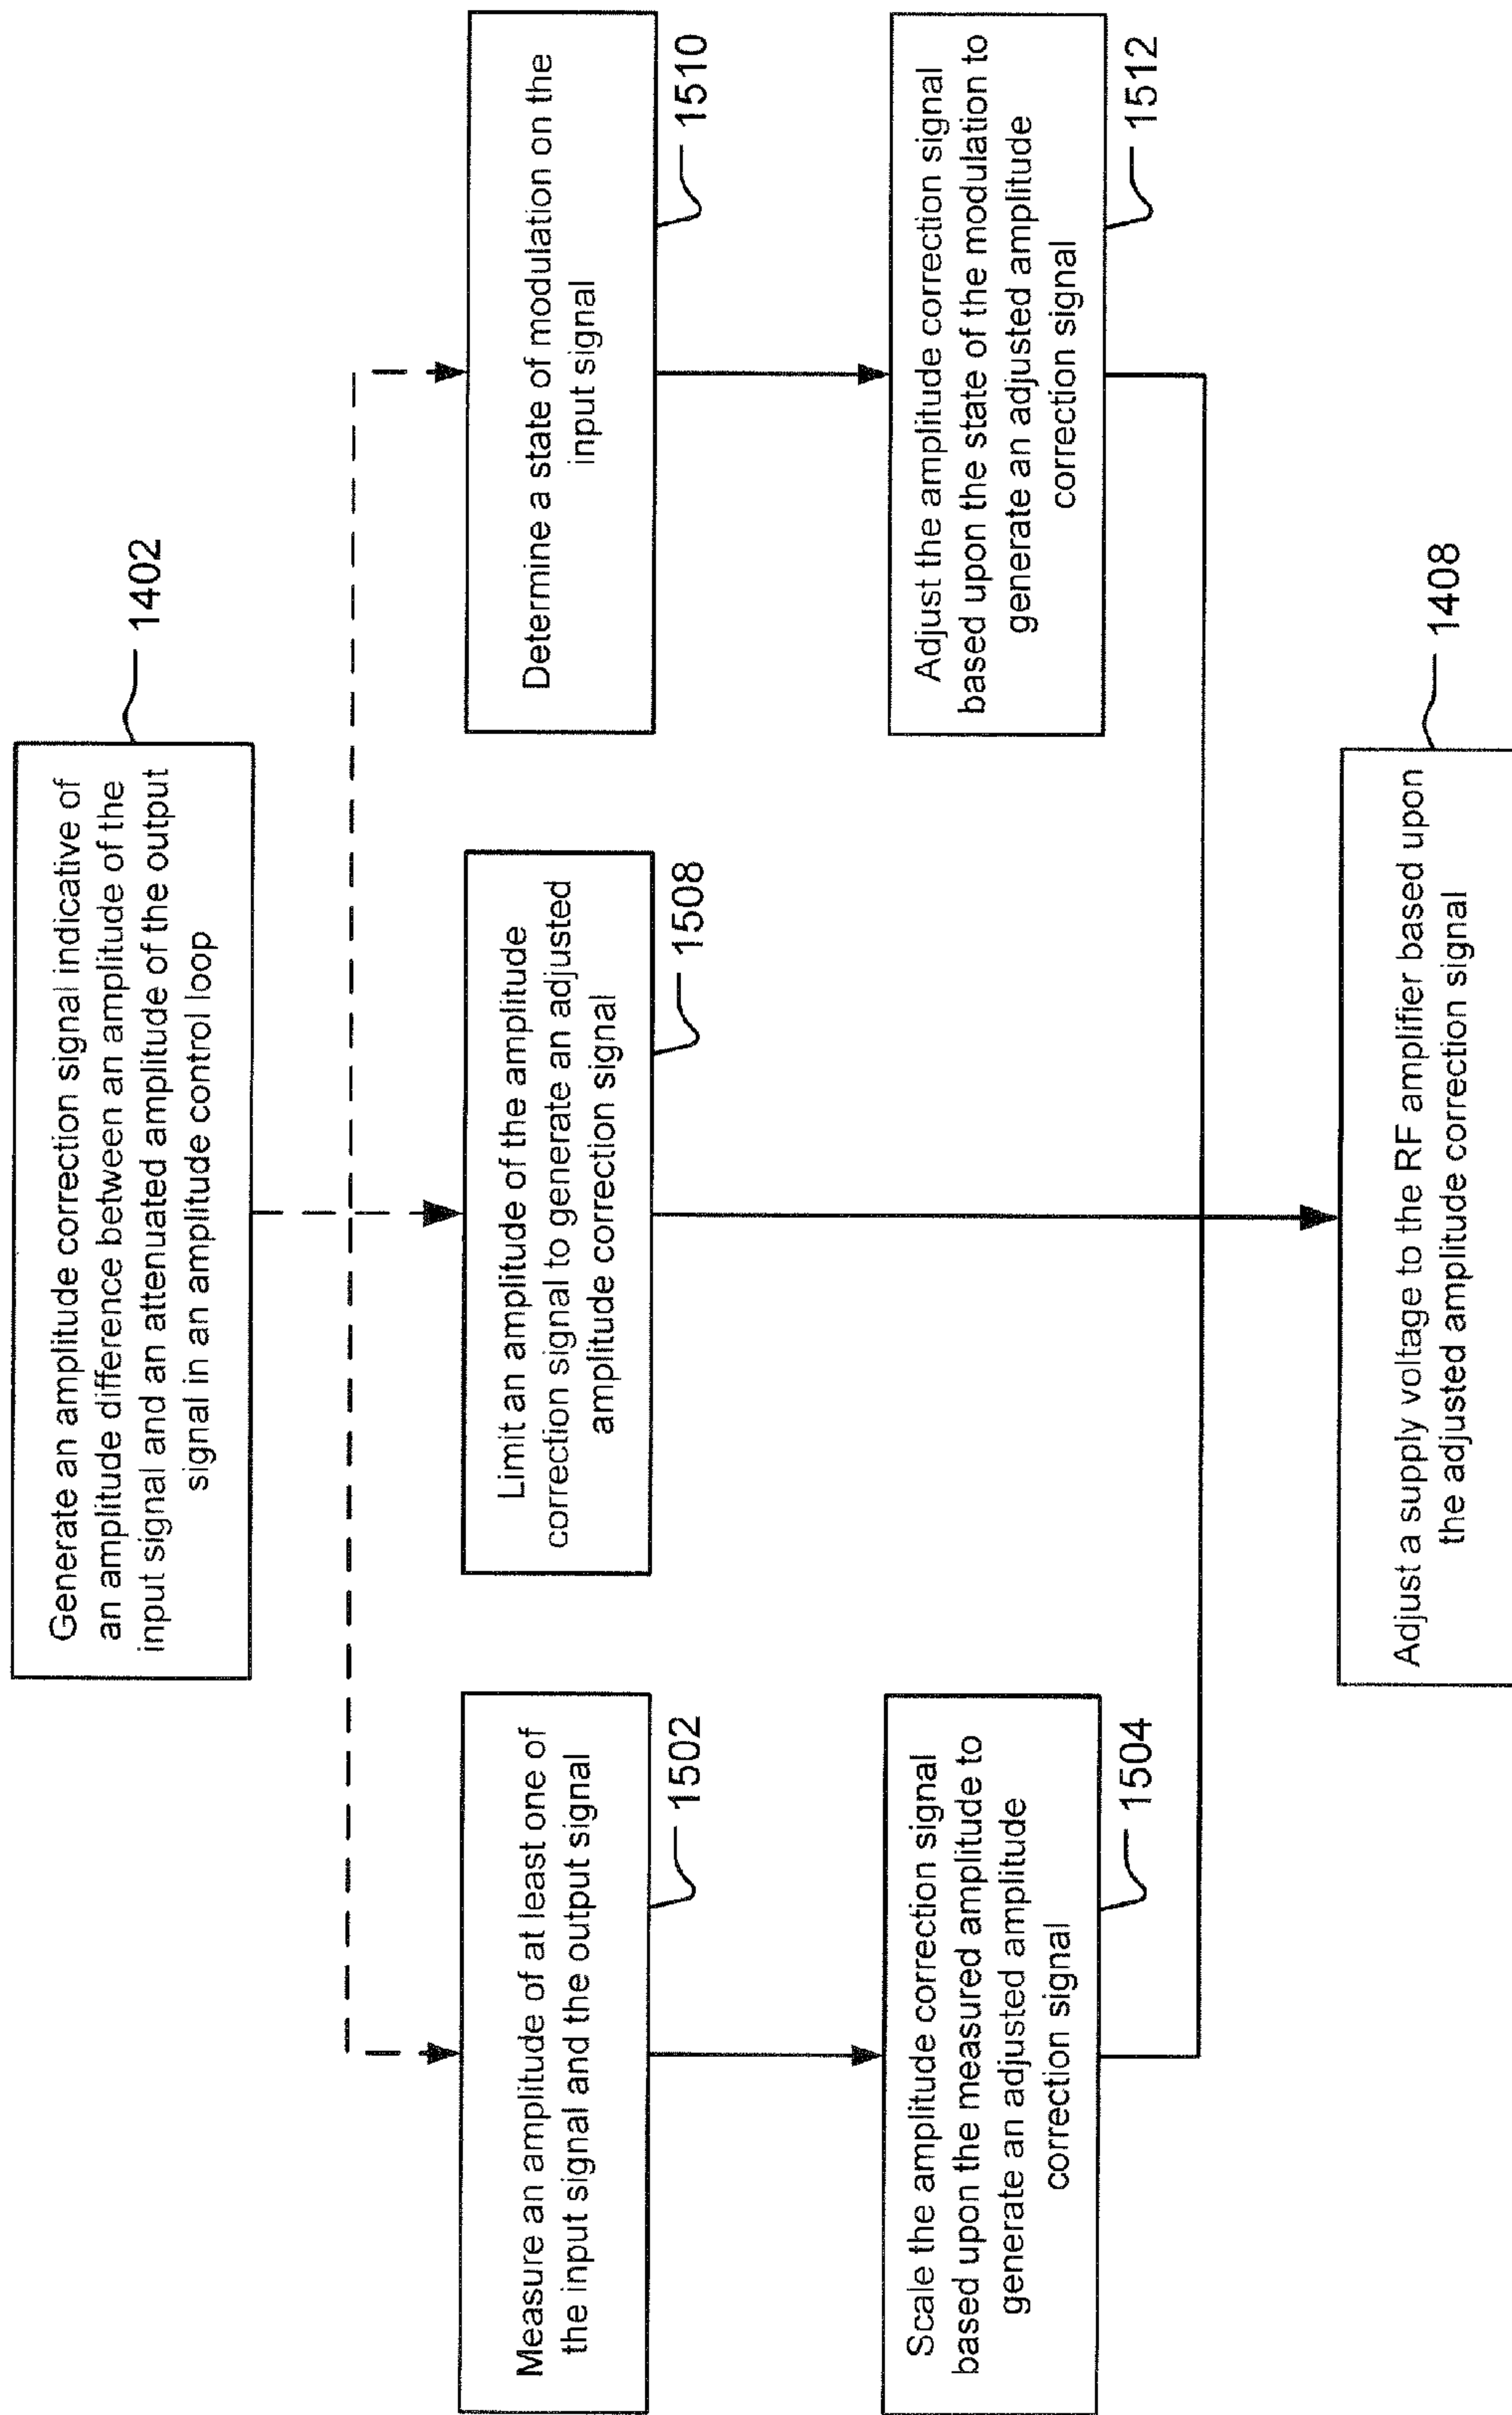 Generate an amplitude correction signal indicative of
an amplitude difference between an amplitude of the
input signal and an attenuated amplitude of the output
signal in an amplitude control loop
1402
Measure an amplitude of at least one of
the input signal and the output signal
1502
Limit an amplitude of the amplitude
correction signal to generate an adjusted
amplitude correction signal
1508
Determine a state of modulation on the
input signal
1510
Scale the amplitude correction signal
based upon the measured amplitude to
generate an adjusted amplitude
correction signal
1504
Adjust the amplitude correction signal
based upon the state of the modulation to
generate an adjusted amplitude
correction signal
1512
Adjust a supply voltage to the RF amplifier based upon
the adjusted amplitude correction signal
1408